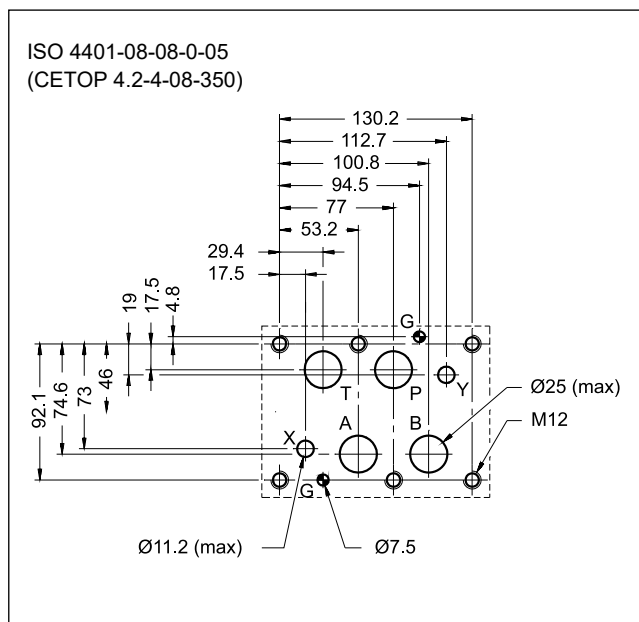 ISO 4401-08-08-0-05
(CETOP 4.2-4-08-350)
130.2
112.7
100.8
94.5
77
53.2
29.4
17.5
19
17.5
4.8
G
T
P
Y
92.1
74.6
73
46
Ø25 (max)
A
B
M12
X
G
Ø11.2 (max)
Ø7.5